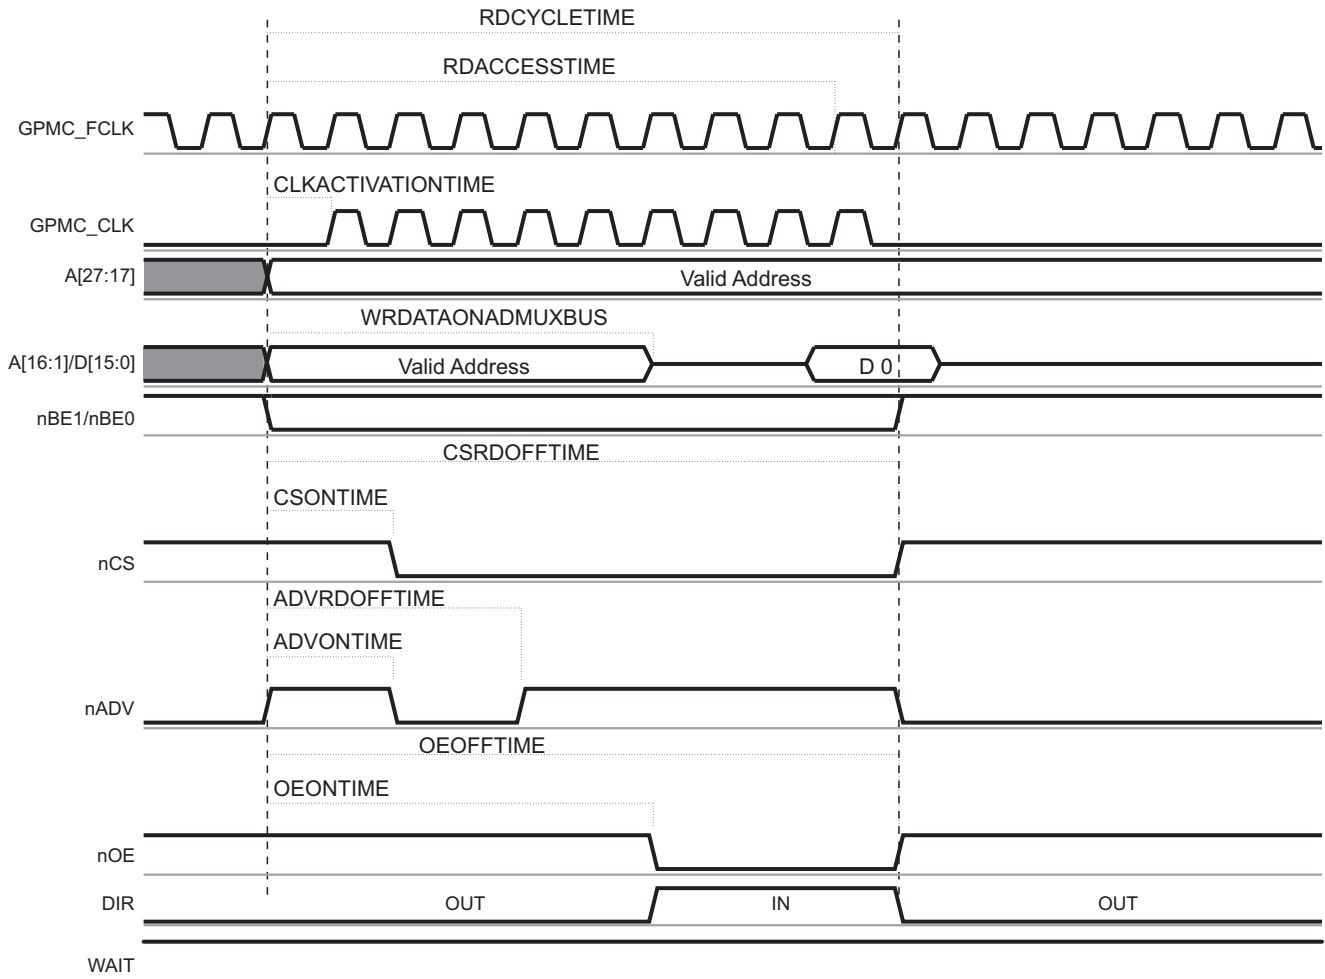 RDCYCLETIME
RDACCESSTIME
GPMC_FCLK
CLKACTIVATIONTIME
GPMC_CLK
A[27:17]
Valid Address
WRDATAONADMUXBUS
A[16:1]/D[15:0]
Valid Address
D 0
nBE1/nBE0
CSRDOFFTIME
CSONTIME
nCS
ADVRDOFFTIME
ADVONTIME
nADV
OEOFFTIME
OEONTIME
nOE
DIR
OUT
IN
OUT
WAIT